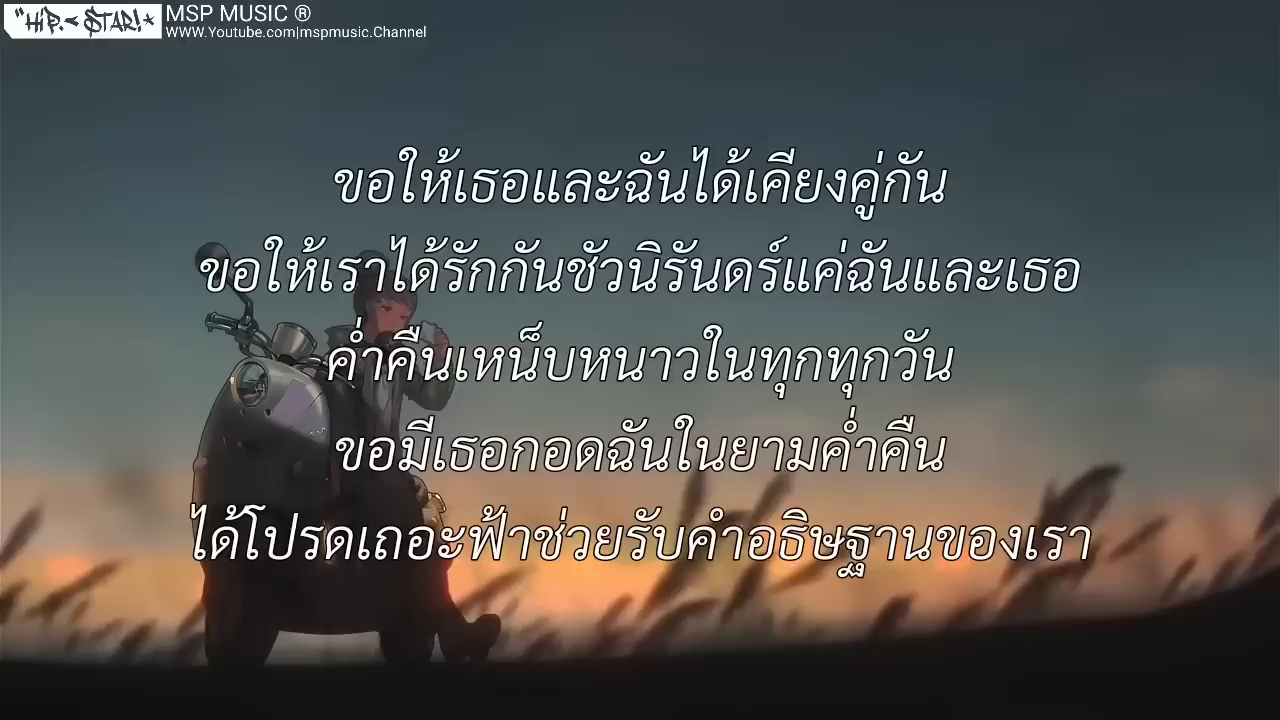 "HiP.< STAR!★
MSP MUSIC ®
WWW.Youtube.com|mspmusic.Channel
ขอให้เธอและฉันได้เคียงคู่กัน
ขอให้เราได้รักกันชั่วนิรันดร์แค่ฉันและเธอ
ค่ำคืนเหน็บหนาวในทุกทุกวัน
ขอมีเธอกอดฉันในยามค่ำคืน
ได้โปรดเถอะฟ้าช่วยรับคำอธิษฐานของเรา